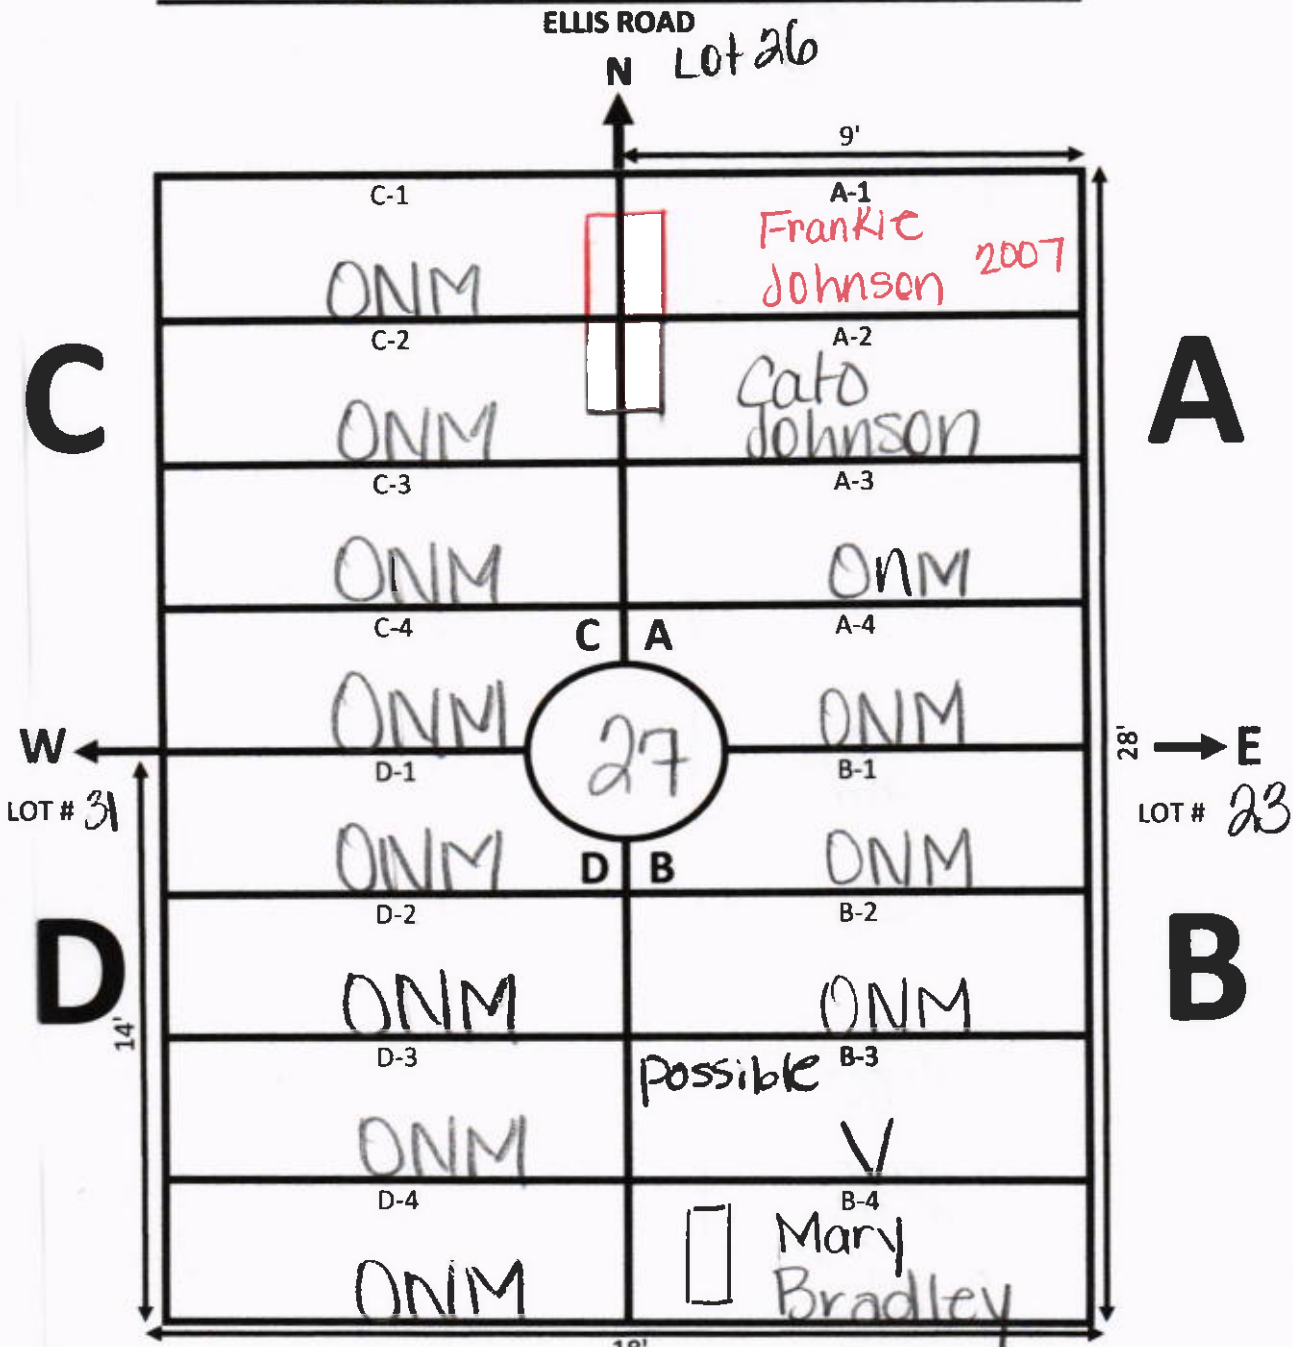 ELLIS ROAD
N Lot 26
9'
C-1 A-1
Frankie
Johnson 2007
ONM
C-2 A-2
C A
Cato
ONM Johnson
C-3 A-3
ONM OnM
C-4 C A A-4
ONM ONM
W 27 28' E
D-1 B-1
LOT # 31 LOT # 23
ONM D B ONM
D-2 B-2
D B
ONM ONM
14'
D-3 possible B-3
ONM V
D-4 B-4
Mary
ONM Bradley
18'